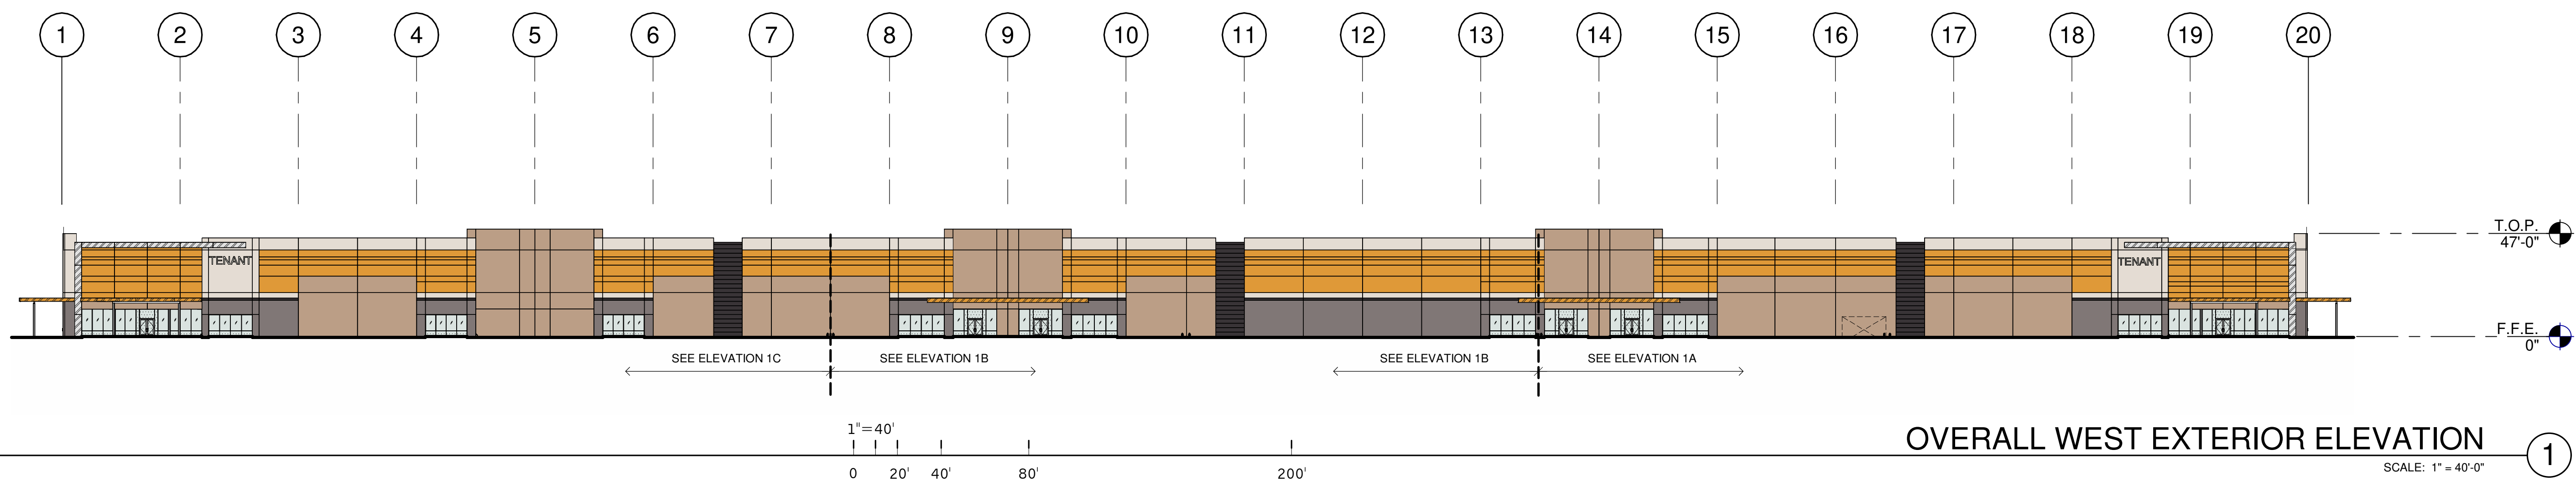 1 2 3 4 5 6 7 8 9 10 11 12 13 14 15 16 17 18 19 20
T.O.P.
47'-0"
TENANT
TENANT
F.F.E.
0"
SEE ELEVATION 1C
SEE ELEVATION 1B
SEE ELEVATION 1B
SEE ELEVATION 1A
1"=40'
0 20' 40' 80' 200'
OVERALL WEST EXTERIOR ELEVATION
1
SCALE: 1" = 40'-0"